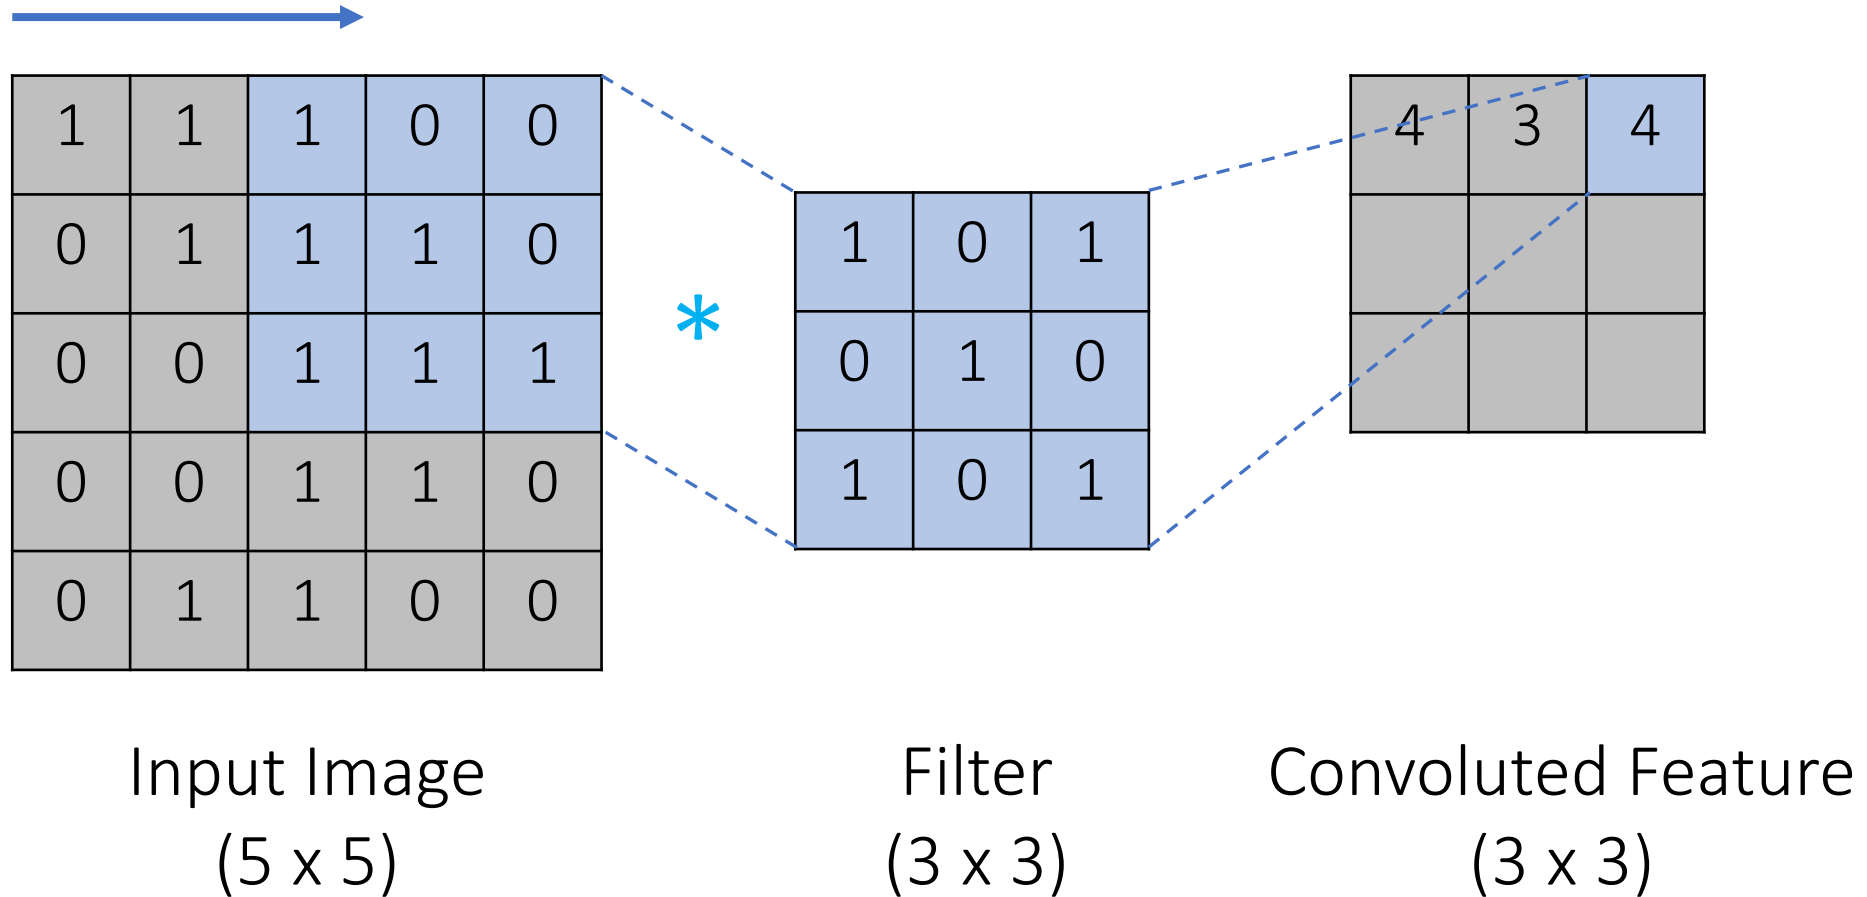 1 1 1 0 0
0 1 1 1 0
0 0 1 1 1
0 0 1 1 0
0 1 1 0 0
*
1 0 1
0 1 0
1 0 1
4 3 4
Input Image
(5 x 5)
Filter
(3 x 3)
Convoluted Feature
(3 x 3)